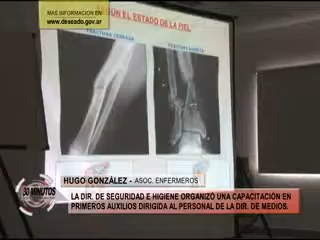 MAS INFORMACION EN:
www.deseado.gov.ar
ÚN EL ESTADO DE LA PIEL
FRACTURA CERRADA
FRACTURA ABIERTA
HUGO GONZÁLEZ - ASOC. ENFERMEROS
30 MINUTOS
LA DIR. DE SEGURIDAD E HIGIENE ORGANIZÓ UNA CAPACITACIÓN EN
PRIMEROS AUXILIOS DIRIGIDA AL PERSONAL DE LA DIR. DE MEDIOS.